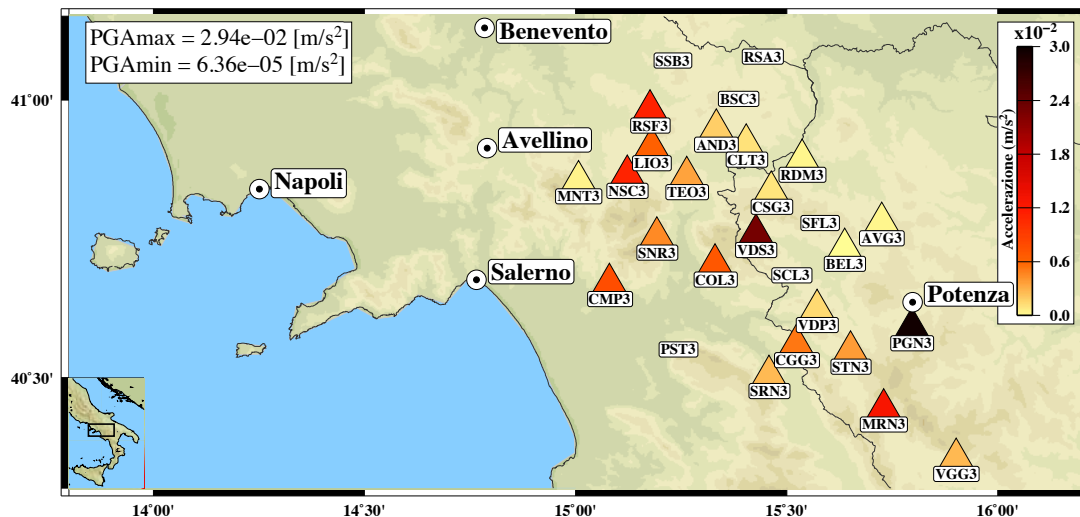 PGAmax = 2.94e−02 [m/s²]
PGAmin = 6.36e−05 [m/s²]
Benevento
Avellino
Napoli
Salerno
Potenza
SSB3
RSA3
BSC3
RSF3
AND3
LIO3
CLT3
RDM3
MNT3
NSC3
TEO3
CSG3
SFL3
AVG3
SNR3
VDS3
BEL3
COL3
SCL3
CMP3
VDP3
PGN3
PST3
CGG3
STN3
SRN3
MRN3
VGG3
x10⁻²
3.0
2.4
1.8
1.2
0.6
0.0
Accelerazione (m/s²)
41°00'
40°30'
14°00'
14°30'
15°00'
15°30'
16°00'